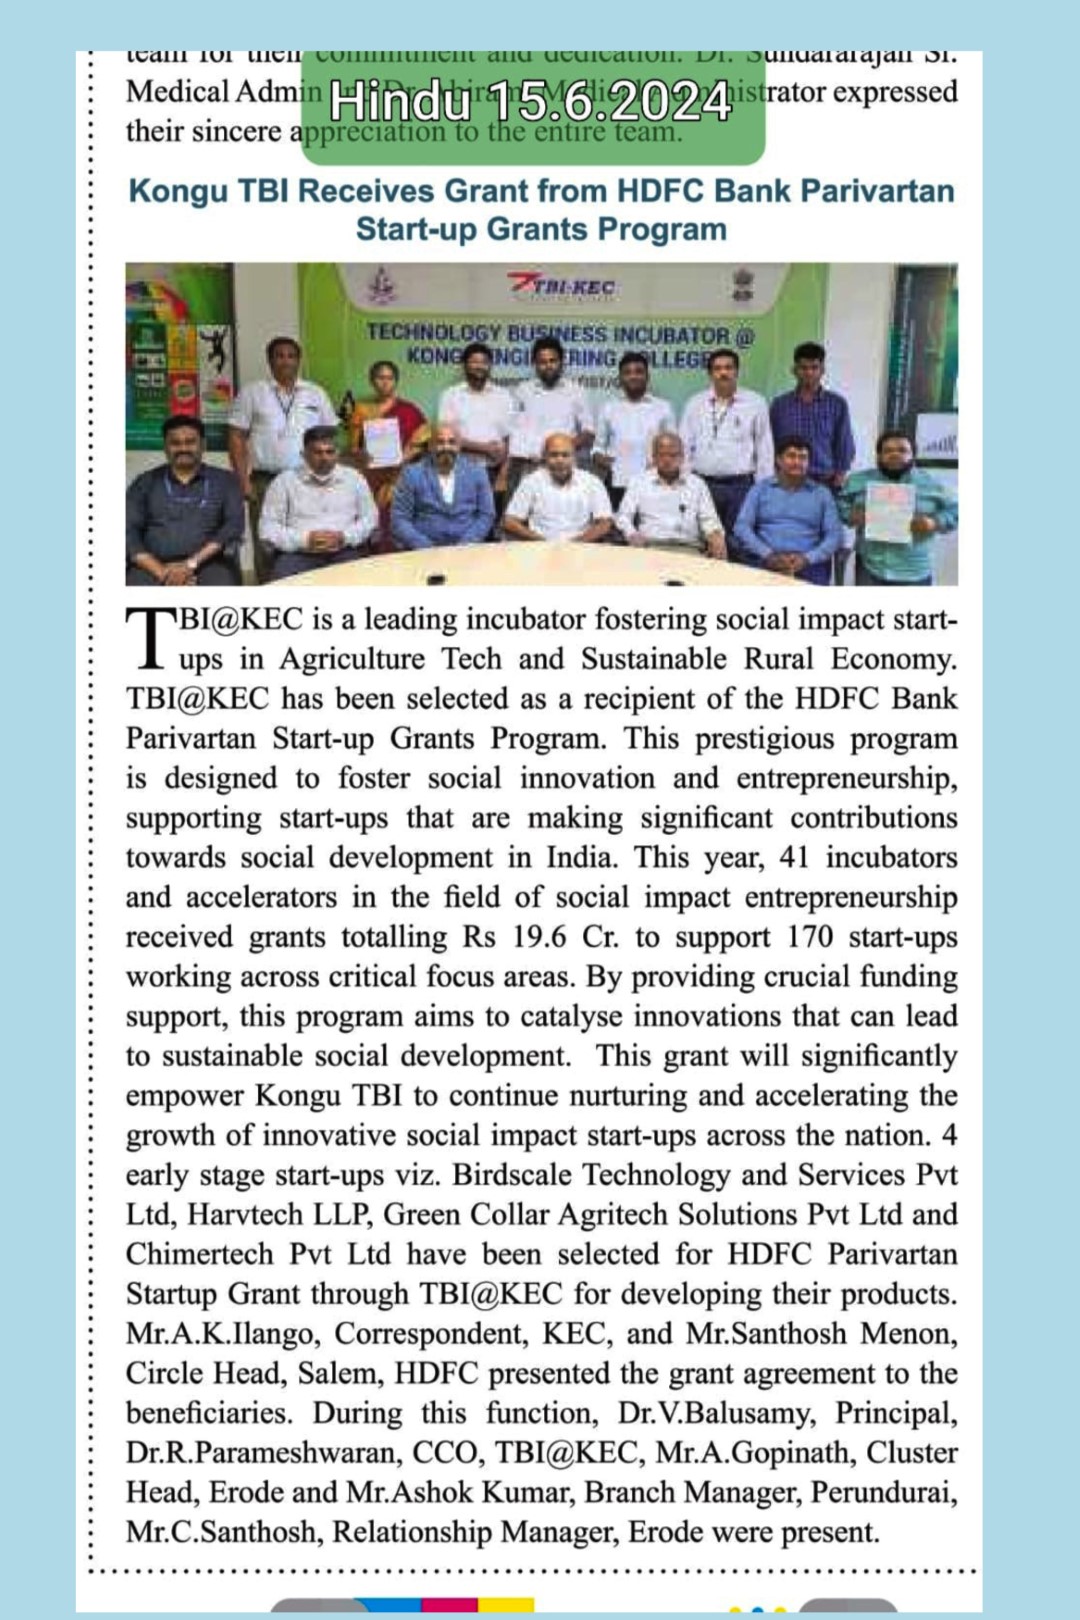 team for their commitment and dedication. Dr. Sundararajan Sr.
Hindu 15.6.2024
Medical Admin Medical Administrator expressed
their sincere appreciation to the entire team.
Kongu TBI Receives Grant from HDFC Bank Parivartan
Start-up Grants Program
TBI-KEC
TECHNOLOGY BUSINESS INCUBATOR @
KONGU ENGINEERING COLLEGE
TBI@KEC is a leading incubator fostering social impact start-
ups in Agriculture Tech and Sustainable Rural Economy.
TBI@KEC has been selected as a recipient of the HDFC Bank
Parivartan Start-up Grants Program. This prestigious program
is designed to foster social innovation and entrepreneurship,
supporting start-ups that are making significant contributions
towards social development in India. This year, 41 incubators
and accelerators in the field of social impact entrepreneurship
received grants totalling Rs 19.6 Cr. to support 170 start-ups
working across critical focus areas. By providing crucial funding
support, this program aims to catalyse innovations that can lead
to sustainable social development. This grant will significantly
empower Kongu TBI to continue nurturing and accelerating the
growth of innovative social impact start-ups across the nation. 4
early stage start-ups viz. Birdscale Technology and Services Pvt
Ltd, Harvtech LLP, Green Collar Agritech Solutions Pvt Ltd and
Chimertech Pvt Ltd have been selected for HDFC Parivartan
Startup Grant through TBI@KEC for developing their products.
Mr.A.K.Ilango, Correspondent, KEC, and Mr.Santhosh Menon,
Circle Head, Salem, HDFC presented the grant agreement to the
beneficiaries. During this function, Dr.V.Balusamy, Principal,
Dr.R.Parameshwaran, CCO, TBI@KEC, Mr.A.Gopinath, Cluster
Head, Erode and Mr.Ashok Kumar, Branch Manager, Perundurai,
Mr.C.Santhosh, Relationship Manager, Erode were present.